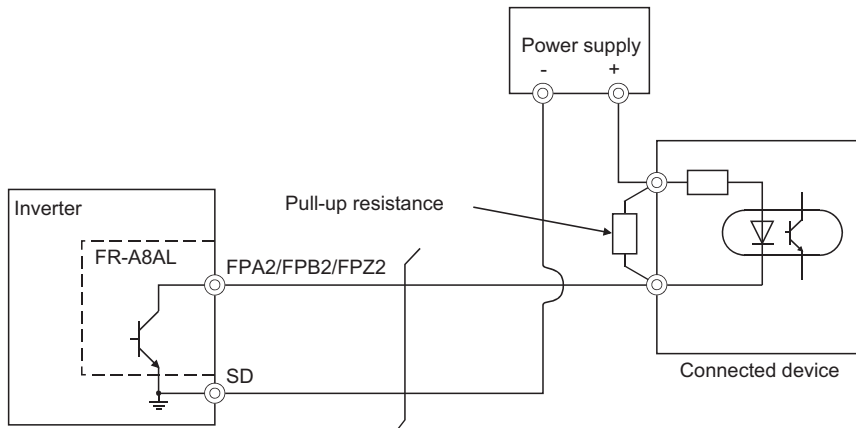 Power supply
- +
Inverter
Pull-up resistance
FR-A8AL
FPA2/FPB2/FPZ2
SD
Connected device